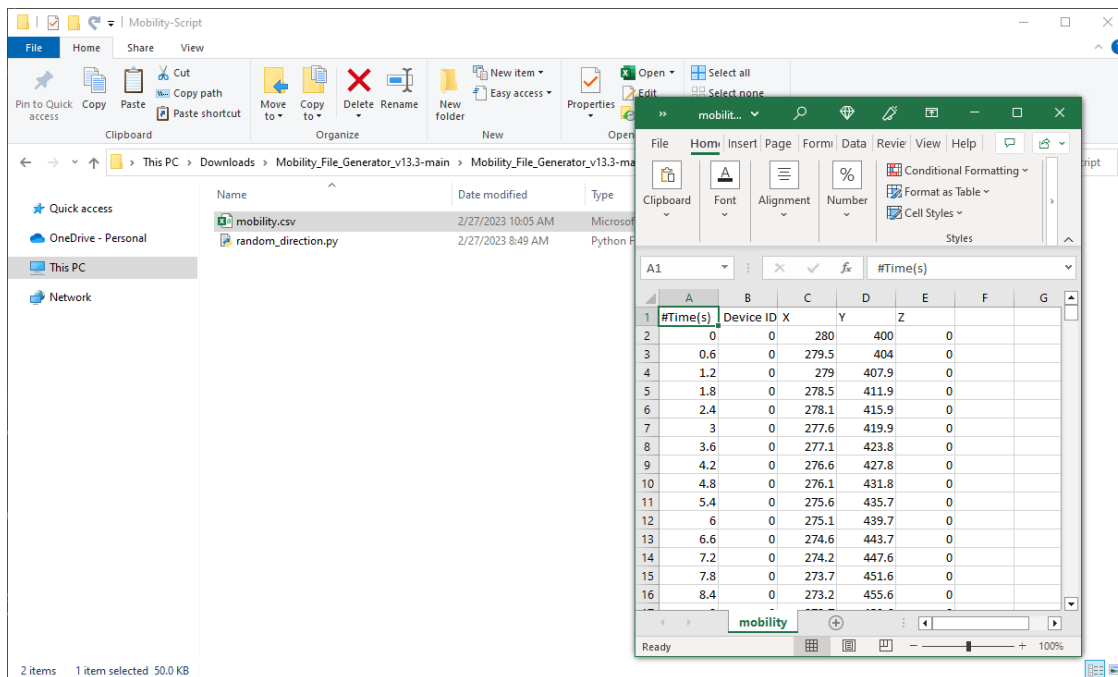 Mobility-Script
File Home Share View
Pin to Quick access
Copy
Paste
Cut
Copy path
Paste shortcut
Clipboard
Move to
Copy to
Delete
Rename
Organize
New folder
New item
Easy access
New
Properties
Open
Edit
Open
Select all
Select none
This PC > Downloads > Mobility_File_Generator_v13.3-main > Mobility_File_Generator_v13.3-ma
cript
Quick access
OneDrive - Personal
This PC
Network
Name Date modified Type
mobility.csv 2/27/2023 10:05 AM Microsof
random_direction.py 2/27/2023 8:49 AM Python F
2 items 1 item selected 50.0 KB
mobilit...
File Hom Insert Page Form Data Revie View Help
Clipboard
Font
Alignment
Number
%
Conditional Formatting
Format as Table
Cell Styles
Styles
A1 fx #Time(s)
A B C D E F G
1 #Time(s) Device ID X Y Z
2 0 0 280 400 0
3 0.6 0 279.5 404 0
4 1.2 0 279 407.9 0
5 1.8 0 278.5 411.9 0
6 2.4 0 278.1 415.9 0
7 3 0 277.6 419.9 0
8 3.6 0 277.1 423.8 0
9 4.2 0 276.6 427.8 0
10 4.8 0 276.1 431.8 0
11 5.4 0 275.6 435.7 0
12 6 0 275.1 439.7 0
13 6.6 0 274.6 443.7 0
14 7.2 0 274.2 447.6 0
15 7.8 0 273.7 451.6 0
16 8.4 0 273.2 455.6 0
mobility
Ready 100%